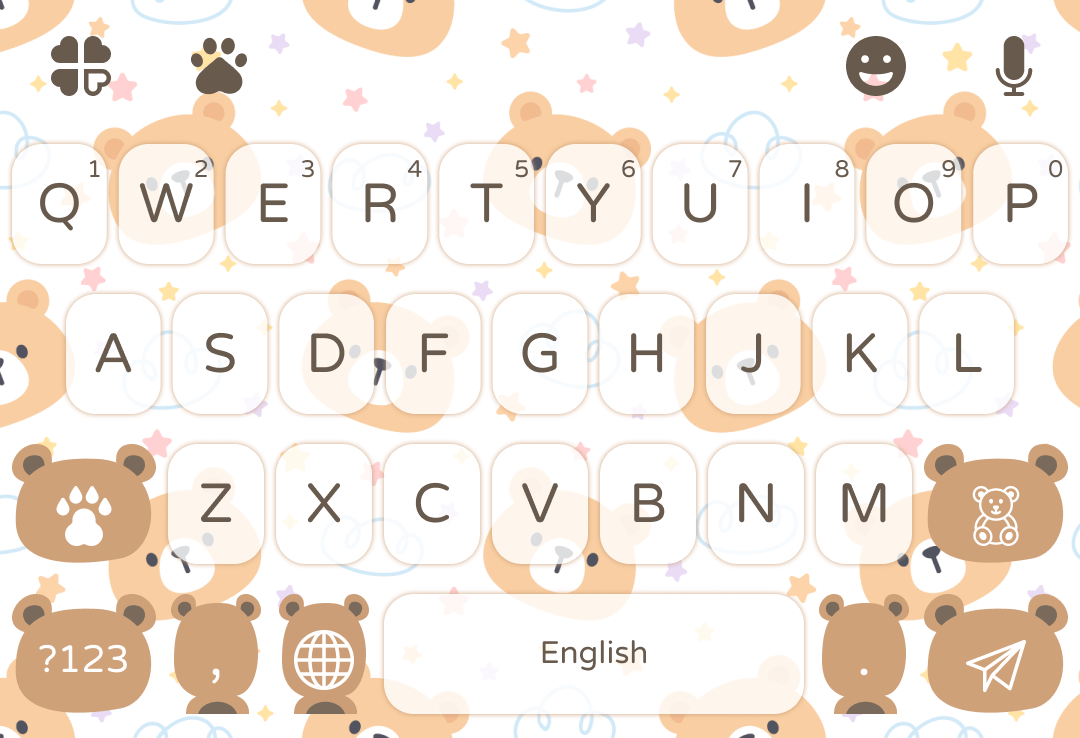 1 2 3 4 5 6 7 8 9 0
Q W E R T Y U I O P
A S D F G H J K L
Z X C V B N M
?123 , English .